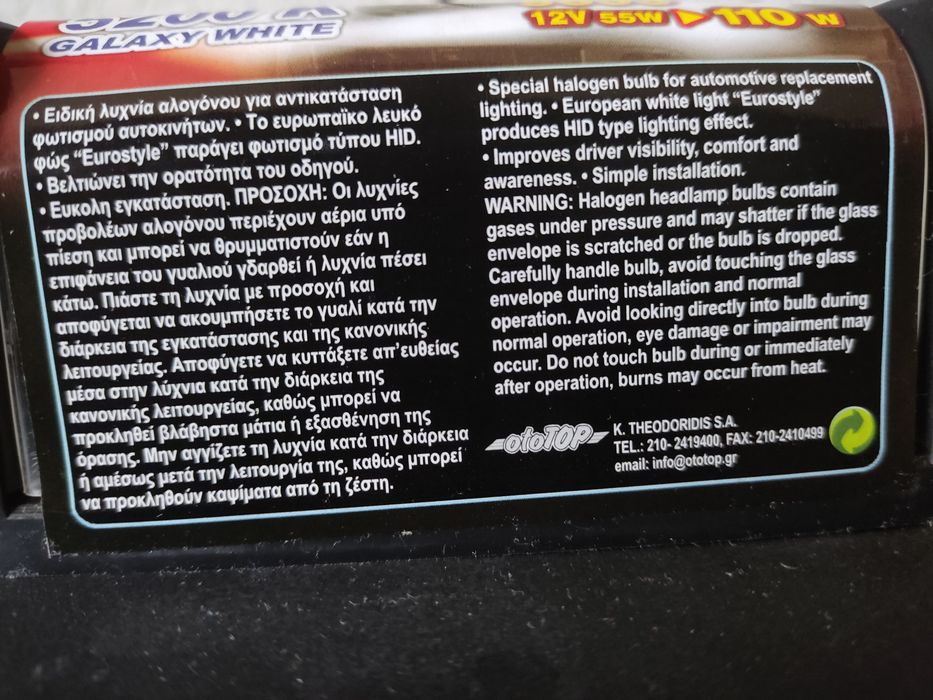 GALAXY WHITE
12V 55W 110 W
• Ειδική λυχνία αλογόνου για αντικατάσταση
φωτισμού αυτοκινήτων. • Το ευρωπαϊκο λευκό
φώς “Eurostyle” παράγει φωτισμό τύπου HID.
• Βελτιώνει την ορατότητα του οδηγού.
• Ευκολη εγκατάσταση. ΠΡΟΣΟΧΗ: Οι λυχνίες
προβολέων αλογόνου περιέχουν αέρια υπό
πίεση και μπορεί να θρυμματιστούν εάν η
επιφάνεια του γυαλιού γδαρθεί ή λυχνία πέσει
κάτω. Πιάστε τη λυχνία με προσοχή και
αποφύγεται να ακουμπήσετε το γυαλί κατά την
διάρκεια της εγκατάστασης και της κανονικής
λειτουργείας. Αποφύγετε να κυττάξετε απ’ευθείας
μέσα στην λύχνια κατά την διάρκεια της
κανονικής λειτουργείας, καθώς μπορεί να
προκληθεί βλάβηστα μάτια ή εξασθένηση της
όρασης. Μην αγγίζετε τη λυχνία κατά την διάρκεια
ή αμέσως μετά την λειτουργία της, καθώς μπορεί
να προκληθούν καψίματα από τη ζέστη.
• Special halogen bulb for automotive replacement
lighting. • European white light “Eurostyle”
produces HID type lighting effect.
• Improves driver visibility, comfort and
awareness. • Simple installation.
WARNING: Halogen headlamp bulbs contain
gases under pressure and may shatter if the glass
envelope is scratched or the bulb is dropped.
Carefully handle bulb, avoid touching the glass
envelope during installation and normal
operation. Avoid looking directly into bulb during
normal operation, eye damage or impairment may
occur. Do not touch bulb during or immediately
after operation, burns may occur from heat.
otoTOP
K. THEODORIDIS S.A.
TEL.: 210- 2419400, FAX: 210-2410499
email: info@ototop.gr